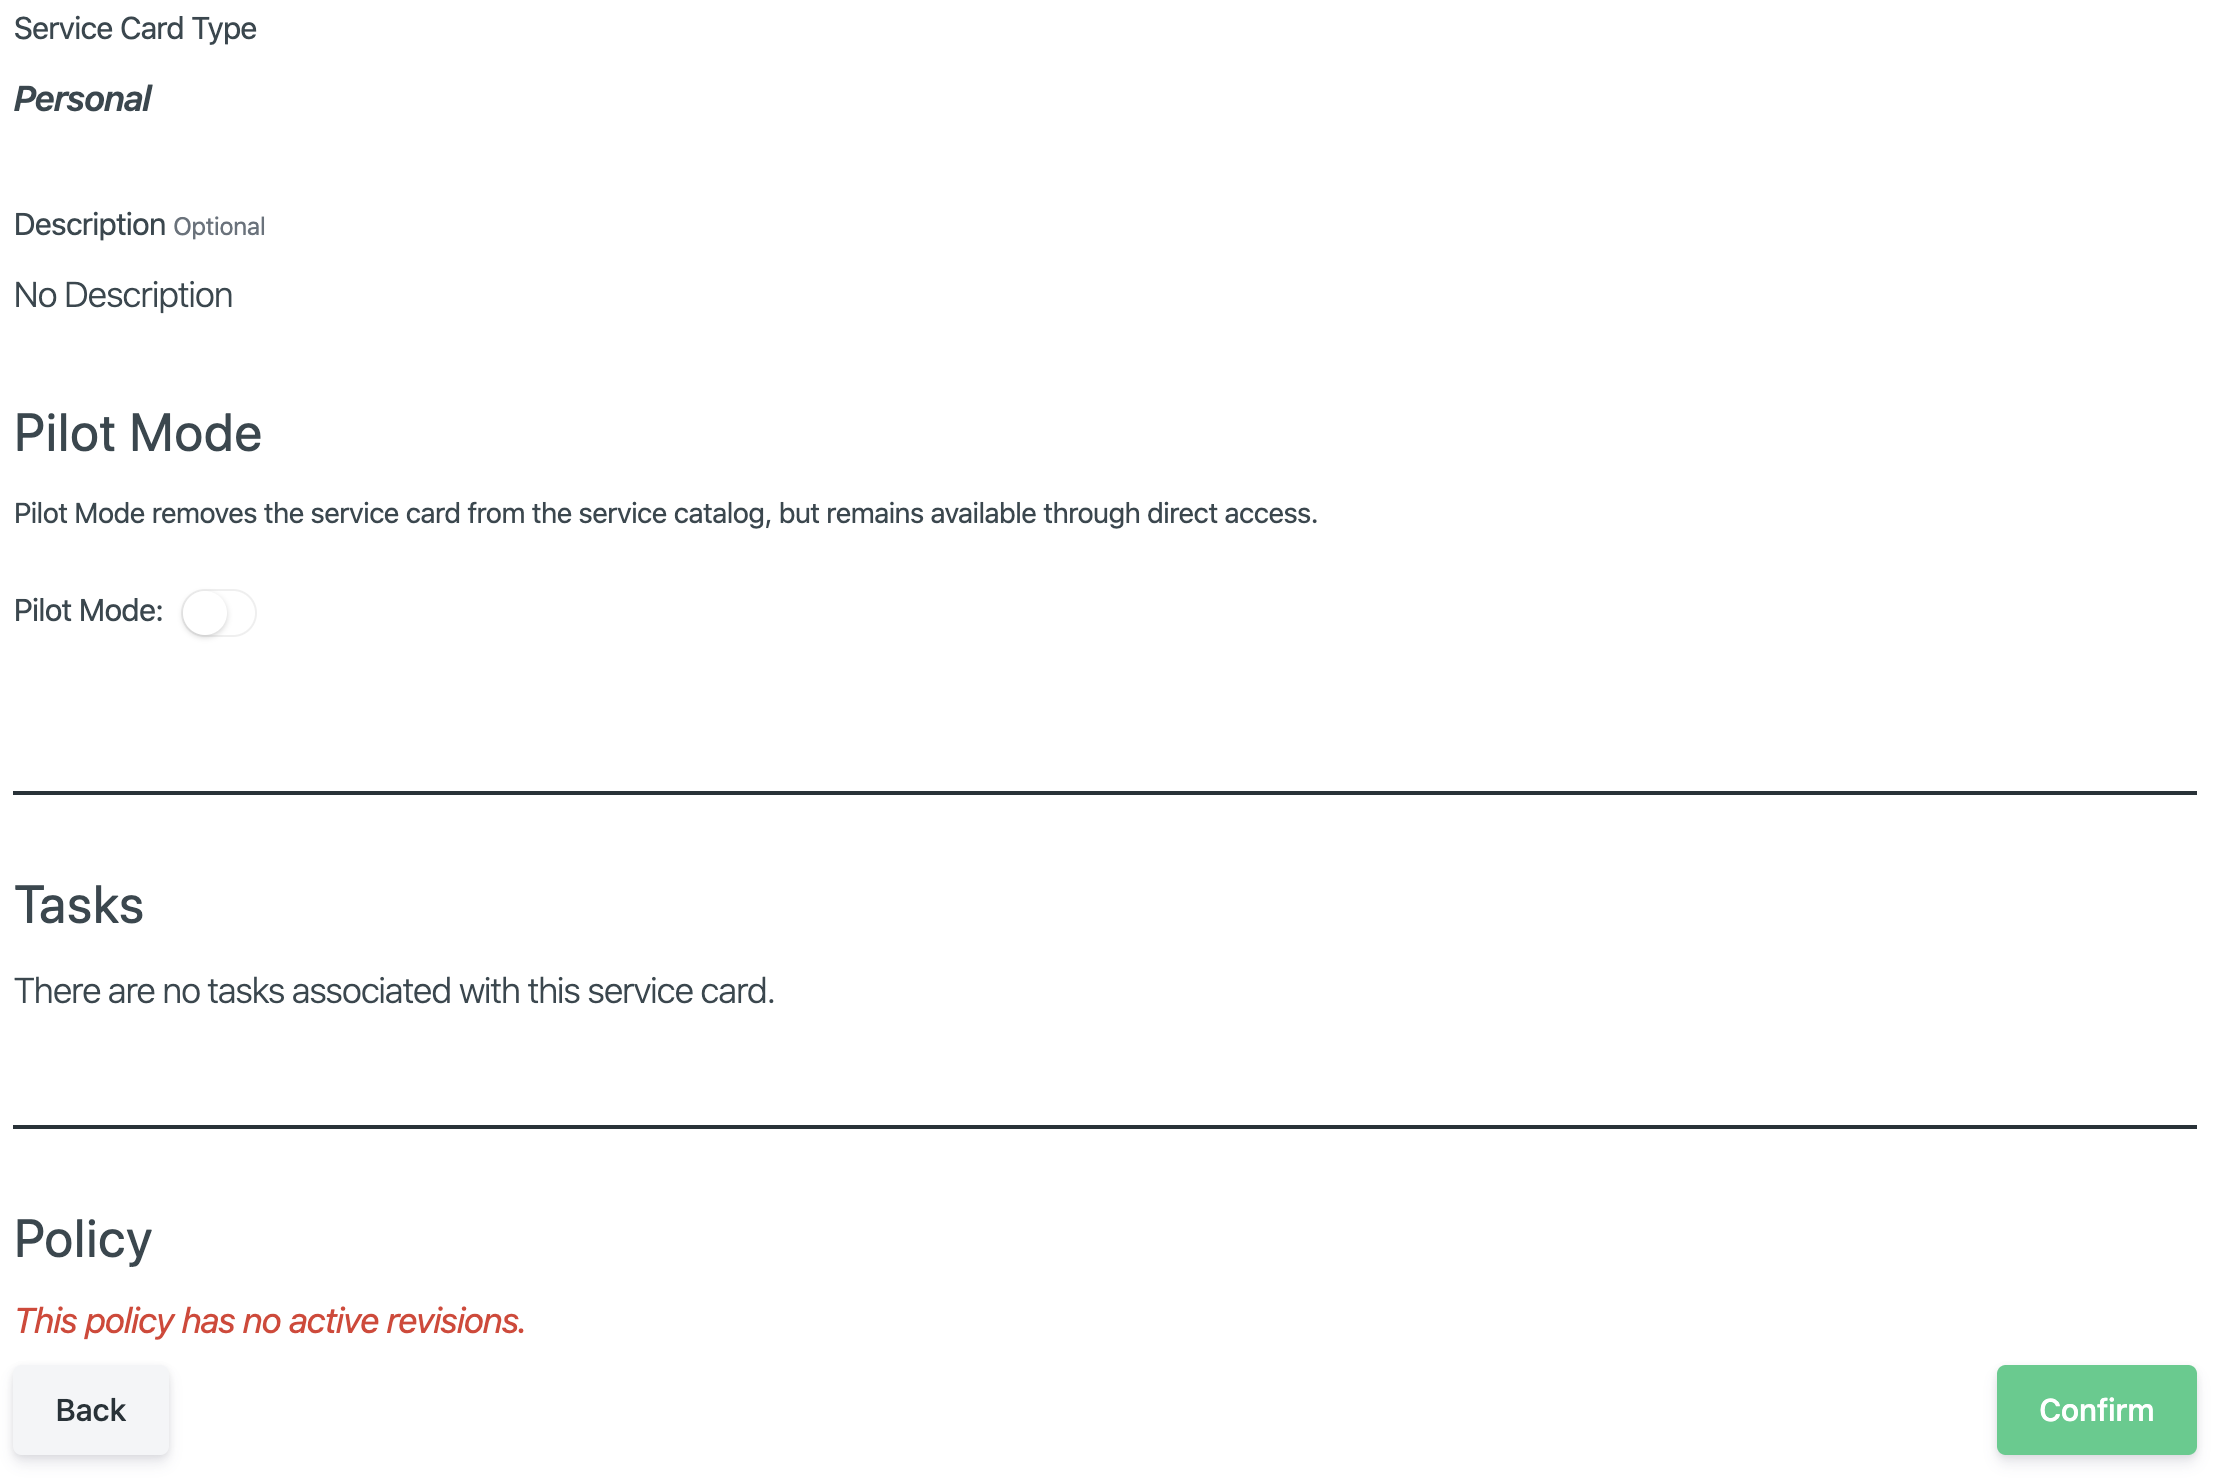 Service Card Type
Personal
Description Optional
No Description
Pilot Mode
Pilot Mode removes the service card from the service catalog, but remains available through direct access.
Pilot Mode:
Tasks
There are no tasks associated with this service card.
Policy
This policy has no active revisions.
Back
Confirm